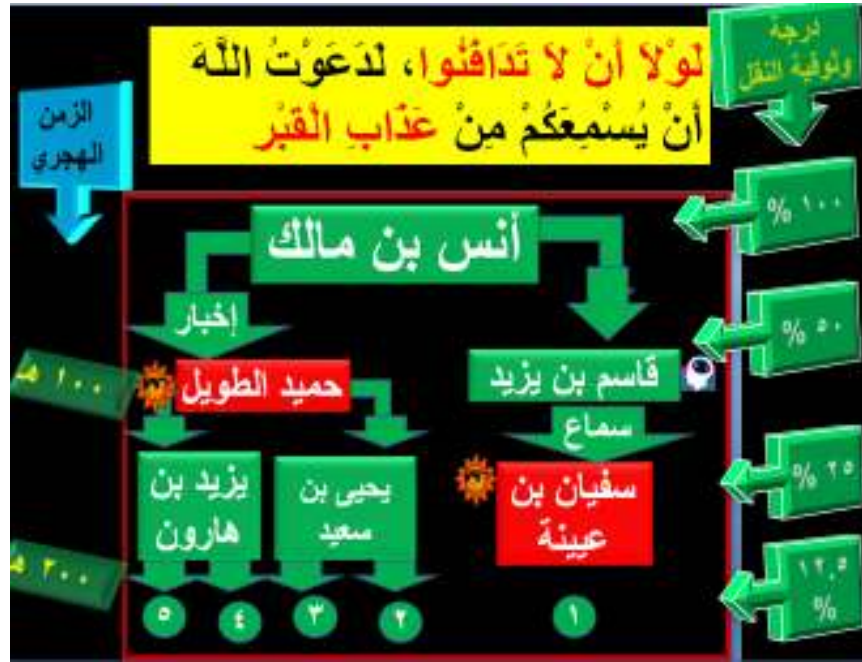 درجة
وثوقية النقل
لَوْلاَ أَنْ لاَ تَدَافَنُوا، لَدَعَوْتُ اللَّهَ
أَنْ يُسْمِعَكُمْ مِنْ عَذَابِ الْقَبْرِ
الزمن
الهجري
١٠٠ %
أنس بن مالك
إخبار
٥٠ %
قاسم بن يزيد
حميد الطويل
١٠٠ هـ
سماع
٢٥ %
سفيان بن
عيينة
يحيى بن
سعيد
يزيد بن
هارون
١٢,٥
%
٢٠٠ هـ
١
٢
٣
٤
٥